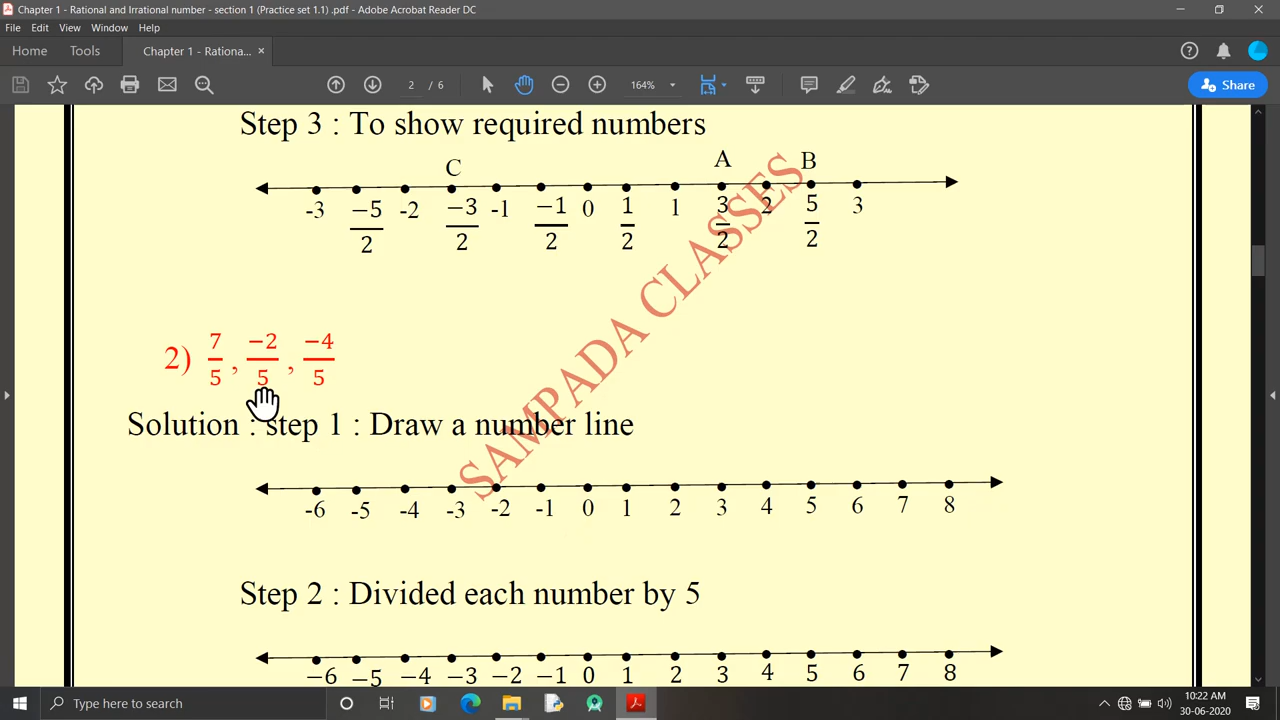 Chapter 1 - Rational and Irrational number - section 1 (Practice set 1.1) .pdf - Adobe Acrobat Reader DC
File Edit View Window Help
Home Tools Chapter 1 - Rationa... ×
2 / 6 164% Share
Step 3 : To show required numbers
C A B
-3 −5/2 -2 −3/2 -1 −1/2 0 1/2 1 3/2 2 5/2 3
SAMPADA CLASSES
2) 7/5 , −2/5 , −4/5
Solution : step 1 : Draw a number line
-6 -5 -4 -3 -2 -1 0 1 2 3 4 5 6 7 8
Step 2 : Divided each number by 5
−6 −5 −4 −3 −2 −1 0 1 2 3 4 5 6 7 8
Type here to search
10:22 AM
30-06-2020